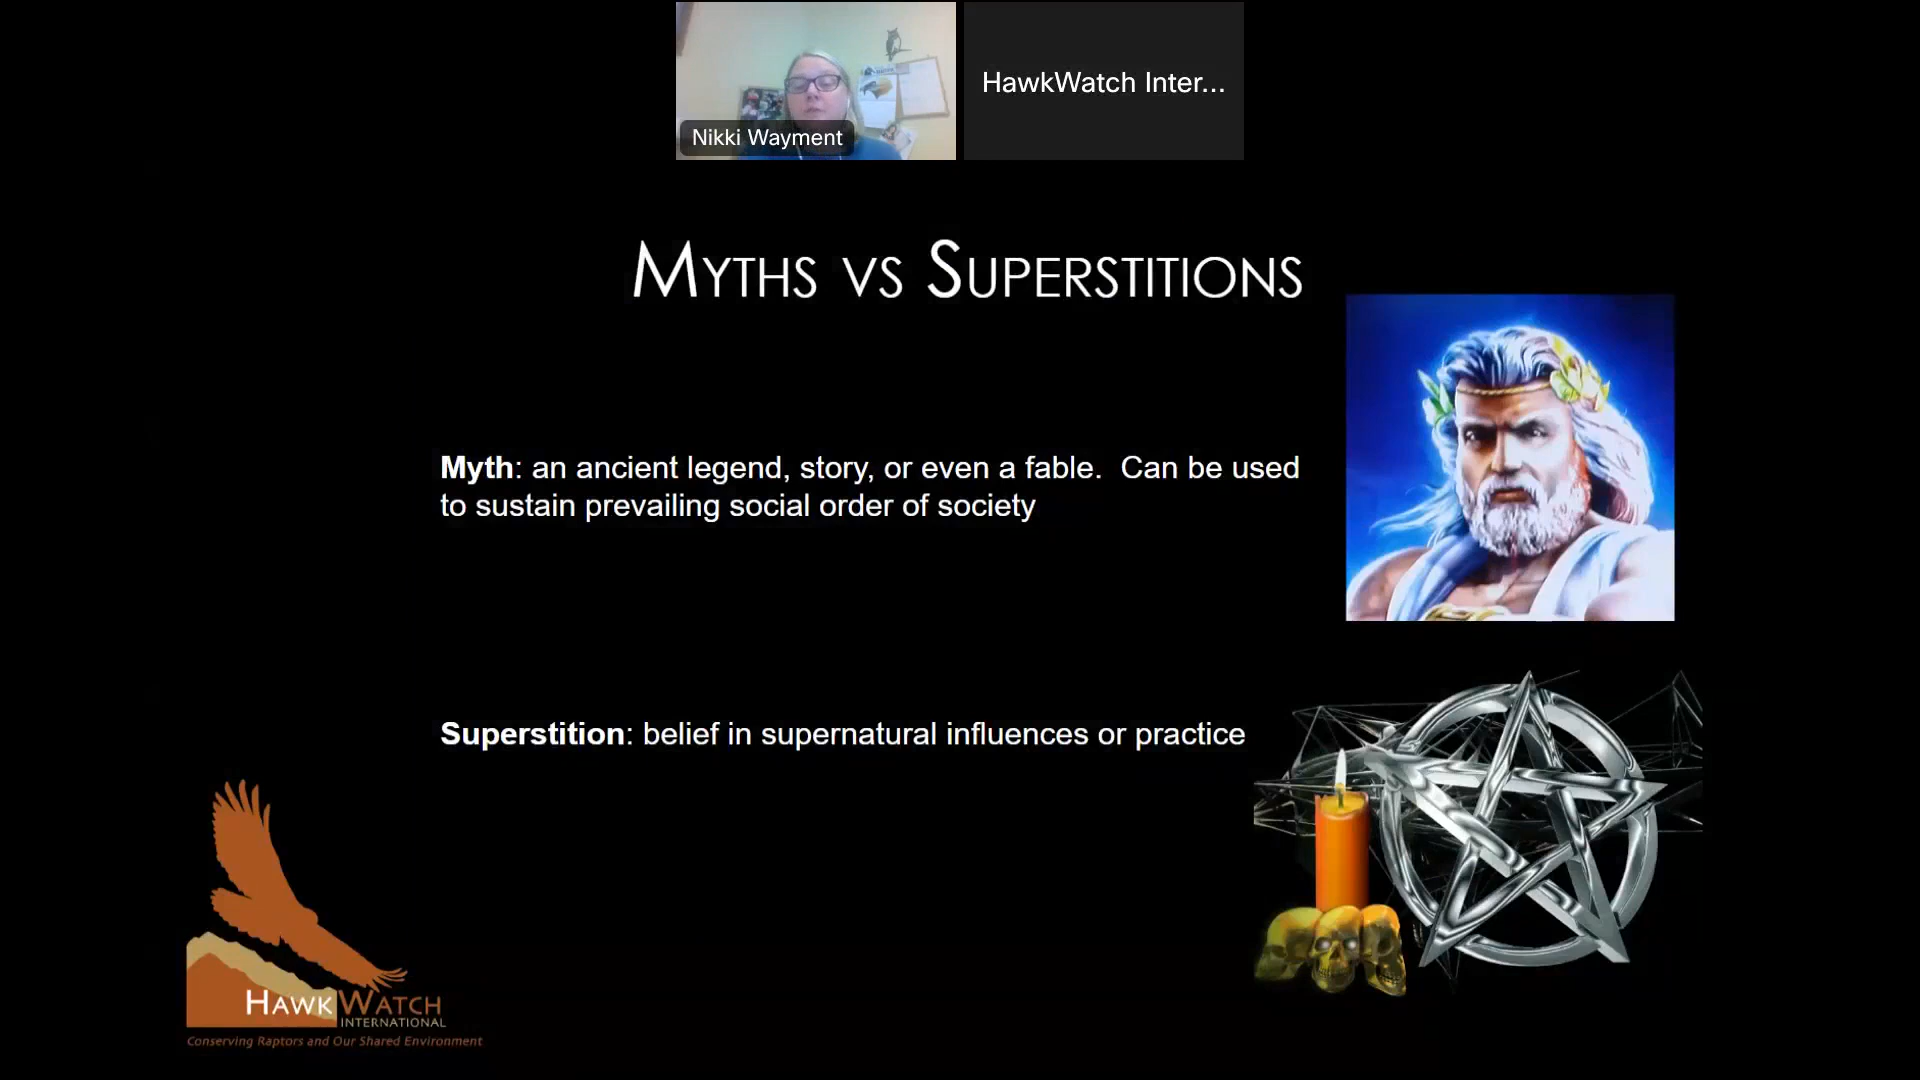 Nikki Wayment
HawkWatch Inter...
Myths vs Superstitions
Myth: an ancient legend, story, or even a fable.  Can be used
to sustain prevailing social order of society
Superstition: belief in supernatural influences or practice
HawkWatch
INTERNATIONAL
Conserving Raptors and Our Shared Environment